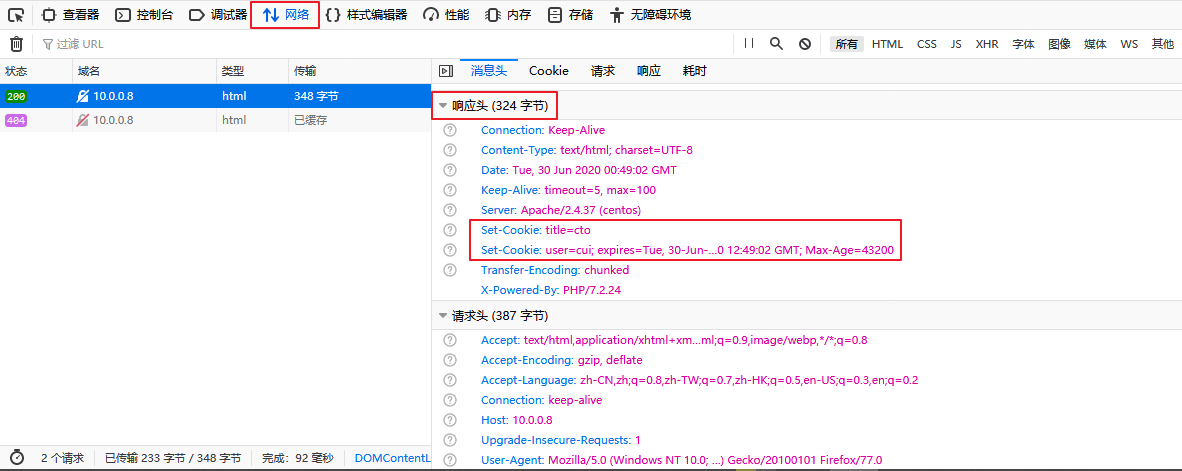 查看器 控制台 调试器 网络 样式编辑器 性能 内存 存储 无障碍环境
过滤 URL 所有 HTML CSS JS XHR 字体 图像 媒体 WS 其他
状态 域名 类型 传输 消息头 Cookie 请求 响应 耗时
200 10.0.0.8 html 348 字节
404 10.0.0.8 html 已缓存
响应头 (324 字节)
Connection: Keep-Alive
Content-Type: text/html; charset=UTF-8
Date: Tue, 30 Jun 2020 00:49:02 GMT
Keep-Alive: timeout=5, max=100
Server: Apache/2.4.37 (centos)
Set-Cookie: title=cto
Set-Cookie: user=cui; expires=Tue, 30-Jun-...0 12:49:02 GMT; Max-Age=43200
Transfer-Encoding: chunked
X-Powered-By: PHP/7.2.24
请求头 (387 字节)
Accept: text/html,application/xhtml+xm...ml;q=0.9,image/webp,*/*;q=0.8
Accept-Encoding: gzip, deflate
Accept-Language: zh-CN,zh;q=0.8,zh-TW;q=0.7,zh-HK;q=0.5,en-US;q=0.3,en;q=0.2
Connection: keep-alive
Host: 10.0.0.8
Upgrade-Insecure-Requests: 1
User-Agent: Mozilla/5.0 (Windows NT 10.0; ...) Gecko/20100101 Firefox/77.0
2 个请求 已传输 233 字节 / 348 字节 完成：92 毫秒 DOMContentL